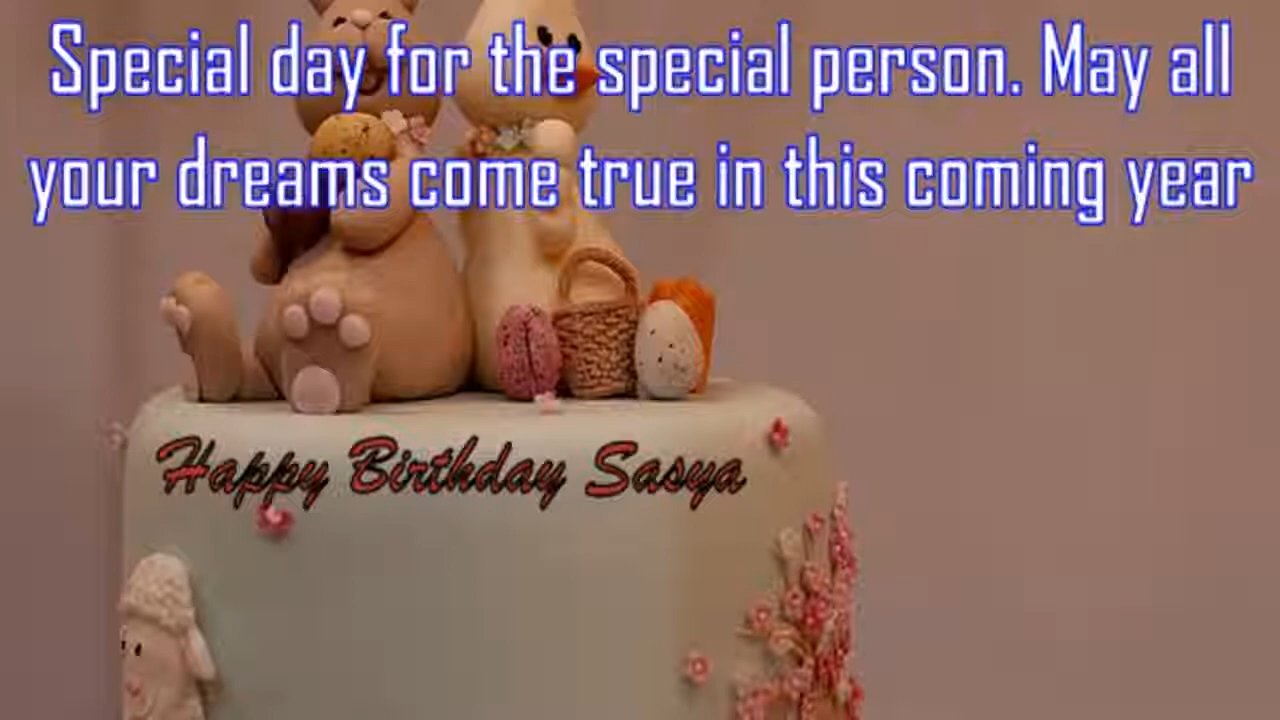 Special day for the special person. May all
your dreams come true in this coming year
Happy Birthday Sasya